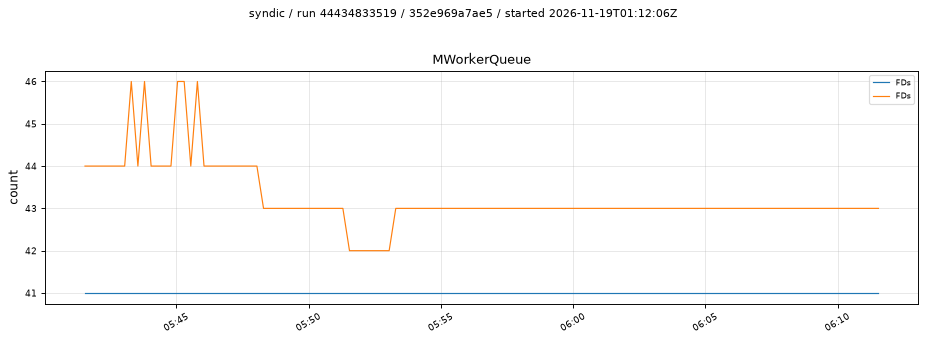 syndic / run 44434833519 / 352e969a7ae5 / started 2026-11-19T01:12:06Z
MWorkerQueue
FDs
FDs
count
46
45
44
43
42
41
05:45
05:50
05:55
06:00
06:05
06:10